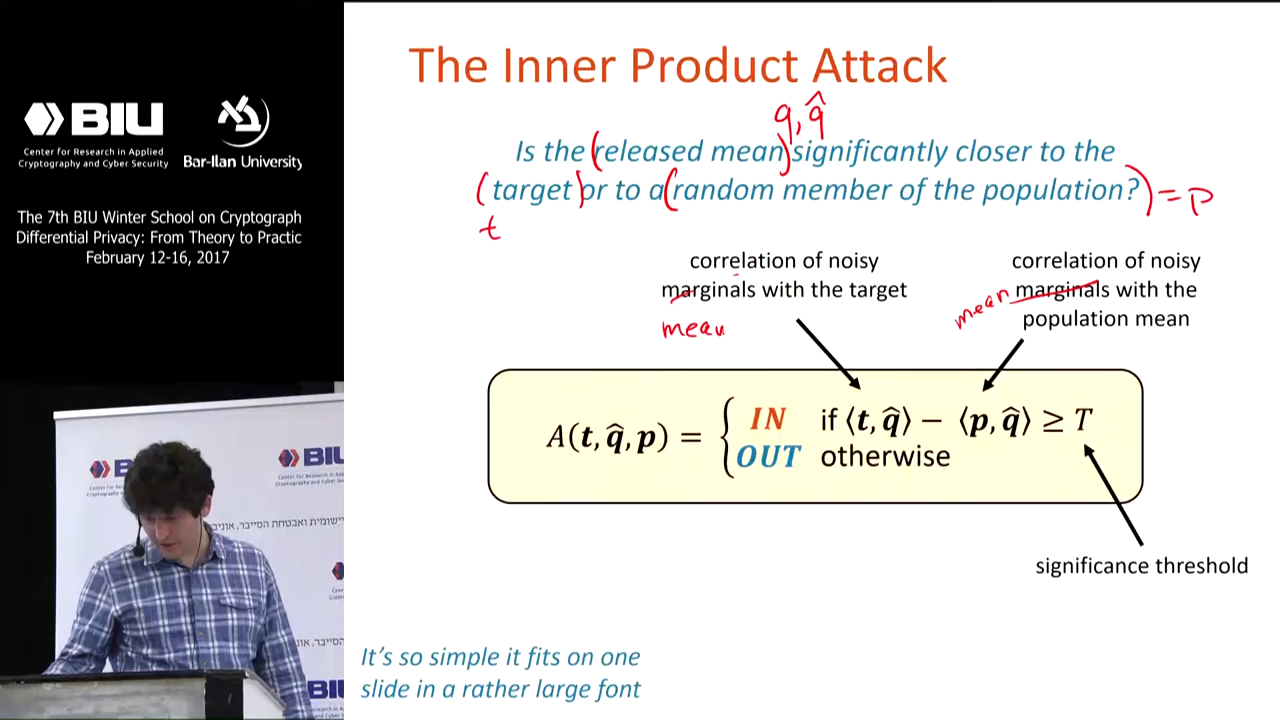 BIU
Center for Research in Applied
Cryptography and Cyber Security
Bar-Ilan University
The 7th BIU Winter School on Cryptograph
Differential Privacy: From Theory to Practic
February 12-16, 2017
The Inner Product Attack
q, q̂
Is the (released mean) significantly closer to the
(target) or to a (random member of the population?) = p
t
correlation of noisy
marginals with the target
mean
correlation of noisy
mean marginals with the
population mean
A(t, q̂, p) = { IN if ⟨t, q̂⟩ − ⟨p, q̂⟩ ≥ T
OUT otherwise
significance threshold
It's so simple it fits on one
slide in a rather large font
BIU
BIU
BIU